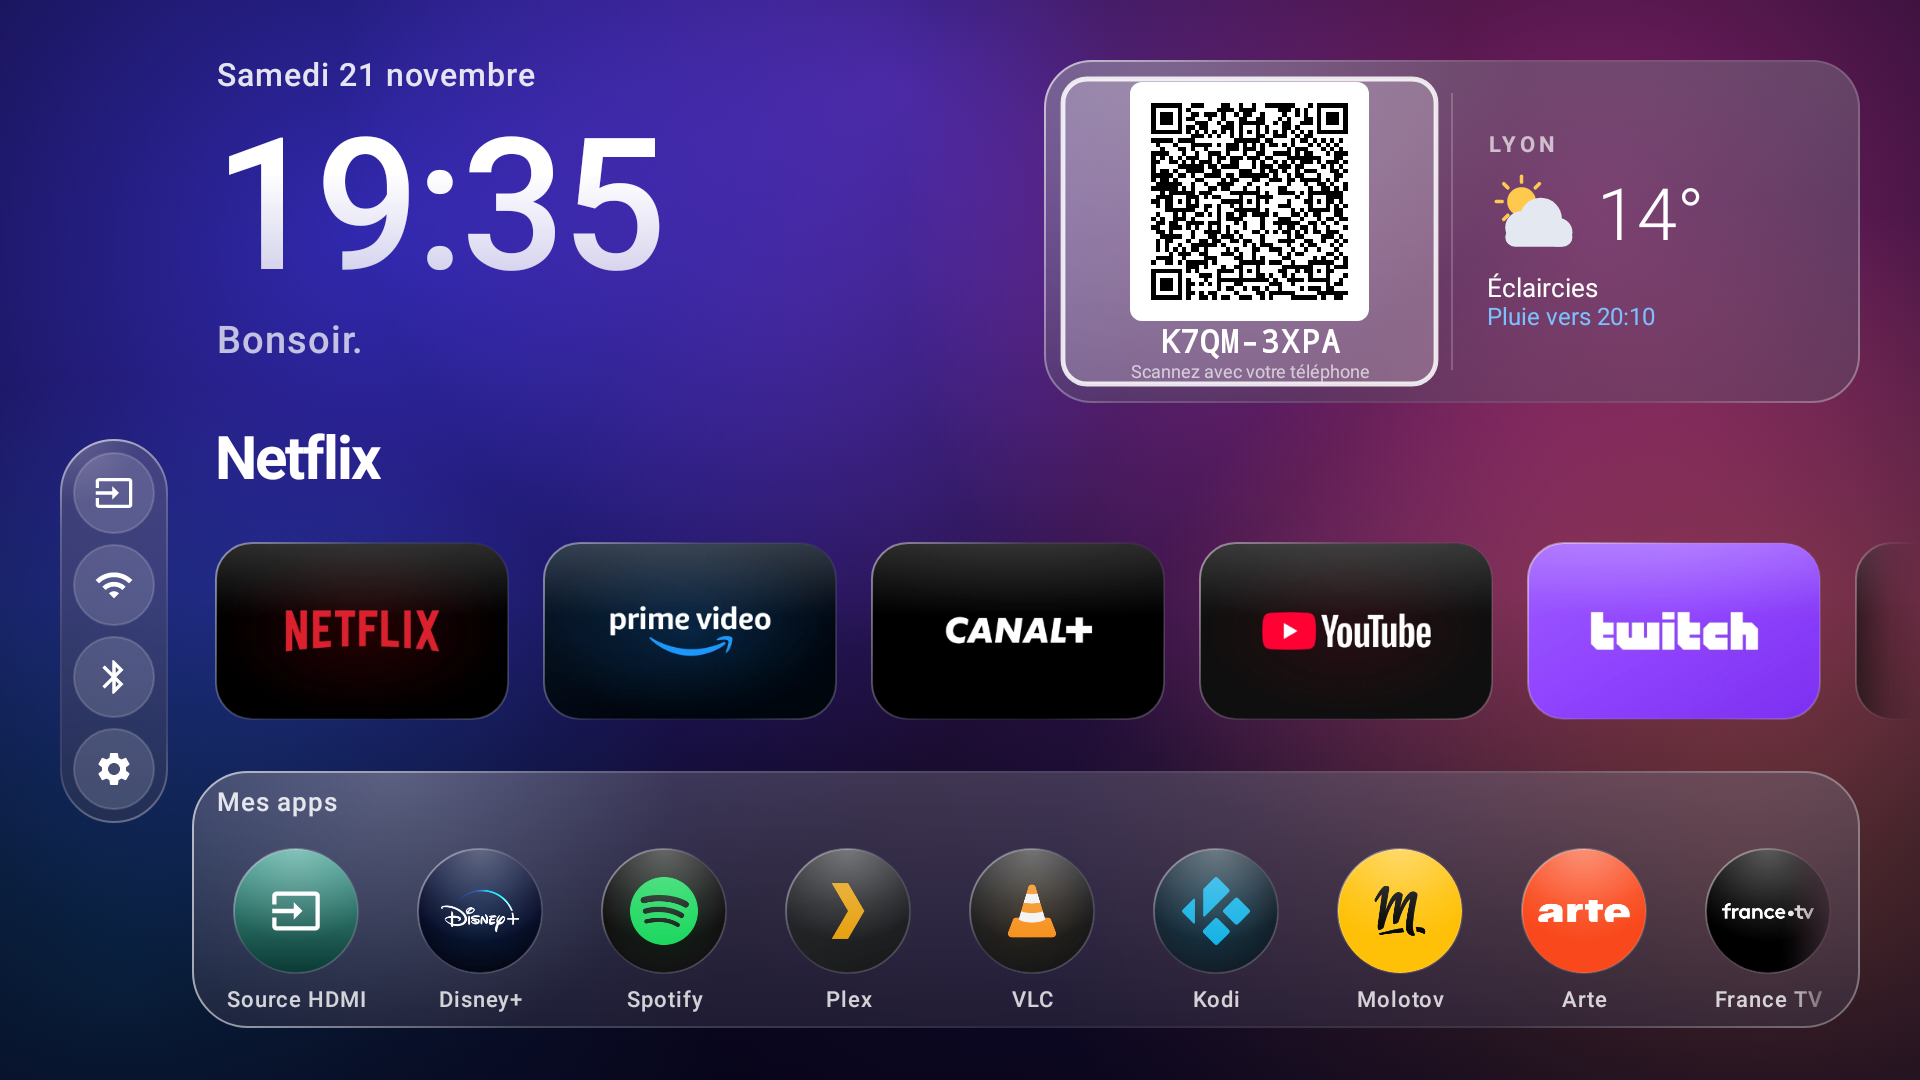 Samedi 21 novembre
19:35
Bonsoir.
K7QM-3XPA
Scannez avec votre téléphone
LYON
14°
Éclaircies
Pluie vers 20:10
Netflix
NETFLIX
prime video
CANAL+
YouTube
twitch
Mes apps
Disney+
M.
arte
france•tv
Source HDMI
Disney+
Spotify
Plex
VLC
Kodi
Molotov
Arte
France TV